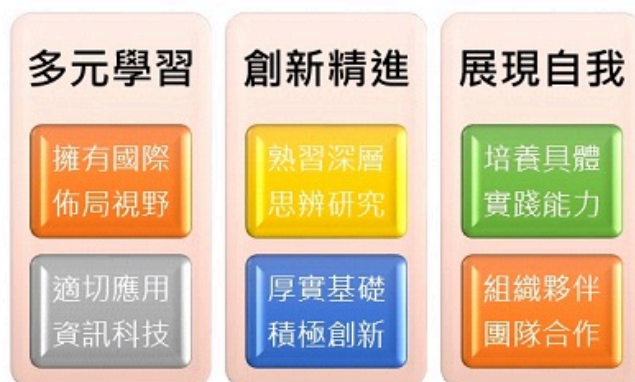 多元學習
擁有國際
佈局視野
適切應用
資訊科技
創新精進
熟習深層
思辨研究
厚實基礎
積極創新
展現自我
培養具體
實踐能力
組織夥伴
團隊合作